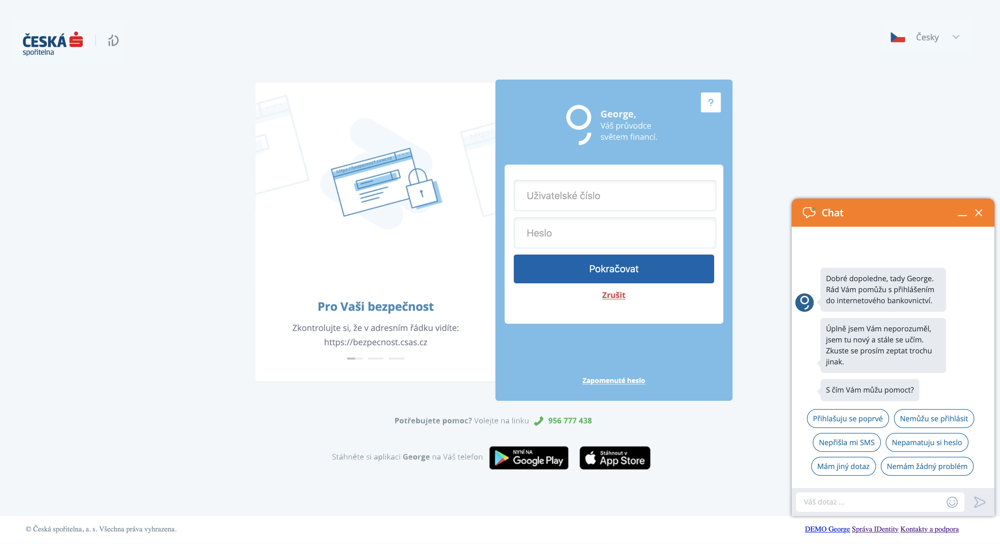 ČESKÁ
spořitelna
Česky
https://bezpecnost.csas.cz
Pro Vaši bezpečnost
Zkontrolujte si, že v adresním řádku vidíte:
https://bezpecnost.csas.cz
?
George,
Váš průvodce
světem financí.
Uživatelské číslo
Heslo
Pokračovat
Zrušit
Zapomenuté heslo
Potřebujete pomoc? Volejte na linku 956 777 438
Stáhněte si aplikaci George na Váš telefon
NYNÍ NA
Google Play
Stáhnout v
App Store
Chat
Dobré dopoledne, tady George.
Rád Vám pomůžu s přihlášením
do internetového bankovnictví.
Úplně jsem Vám neporozuměl,
jsem tu nový a stále se učím.
Zkuste se prosím zeptat trochu
jinak.
S čím Vám můžu pomoct?
Přihlašuju se poprvé
Nemůžu se přihlásit
Nepřišla mi SMS
Nepamatuju si heslo
Mám jiný dotaz
Nemám žádný problém
Váš dotaz ...
© Česká spořitelna, a. s. Všechna práva vyhrazena.
DEMO George Správa IDentity Kontakty a podpora